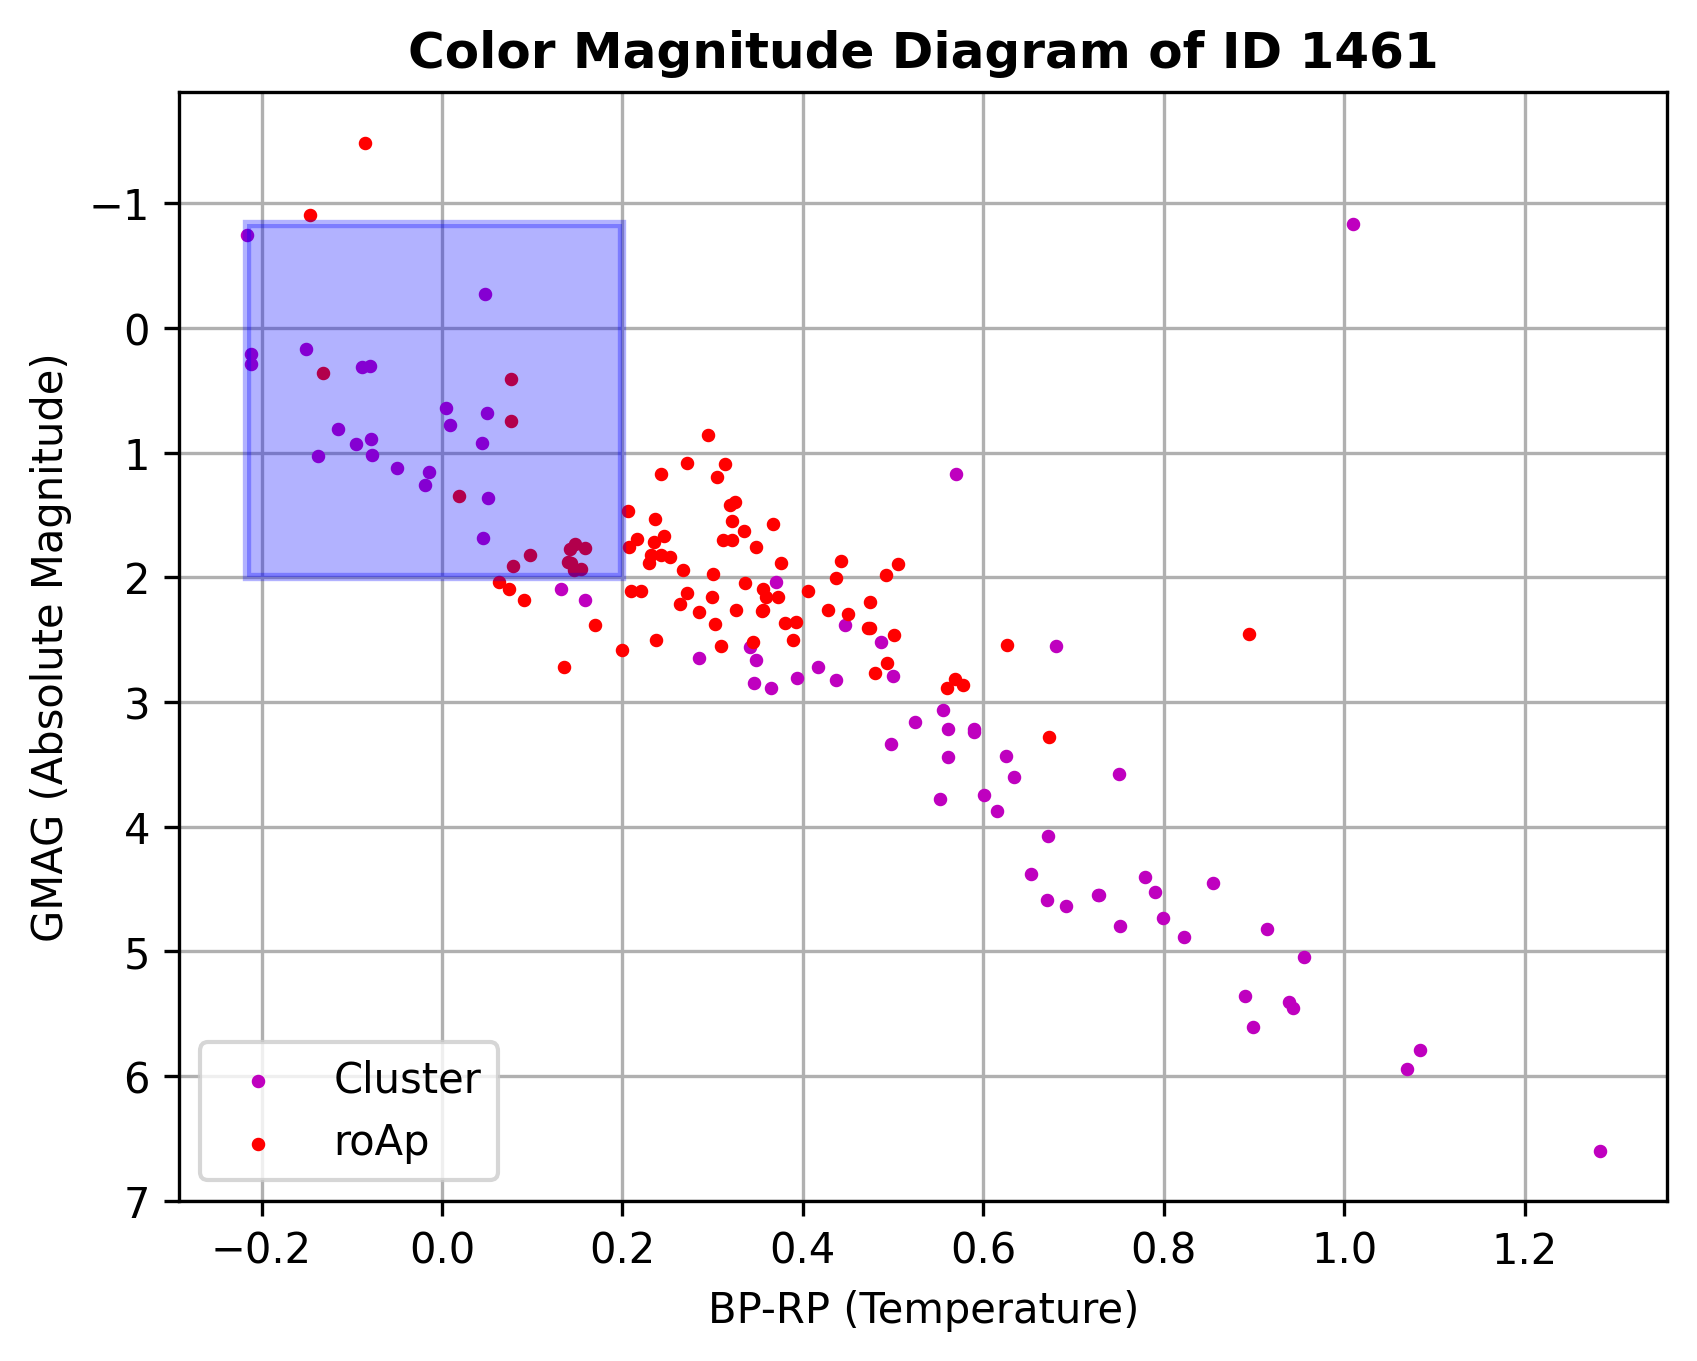 Color Magnitude Diagram of ID 1461
GMAG (Absolute Magnitude)
−1
0
1
2
3
4
5
6
7
Cluster
roAp
−0.2 0.0 0.2 0.4 0.6 0.8 1.0 1.2
BP-RP (Temperature)